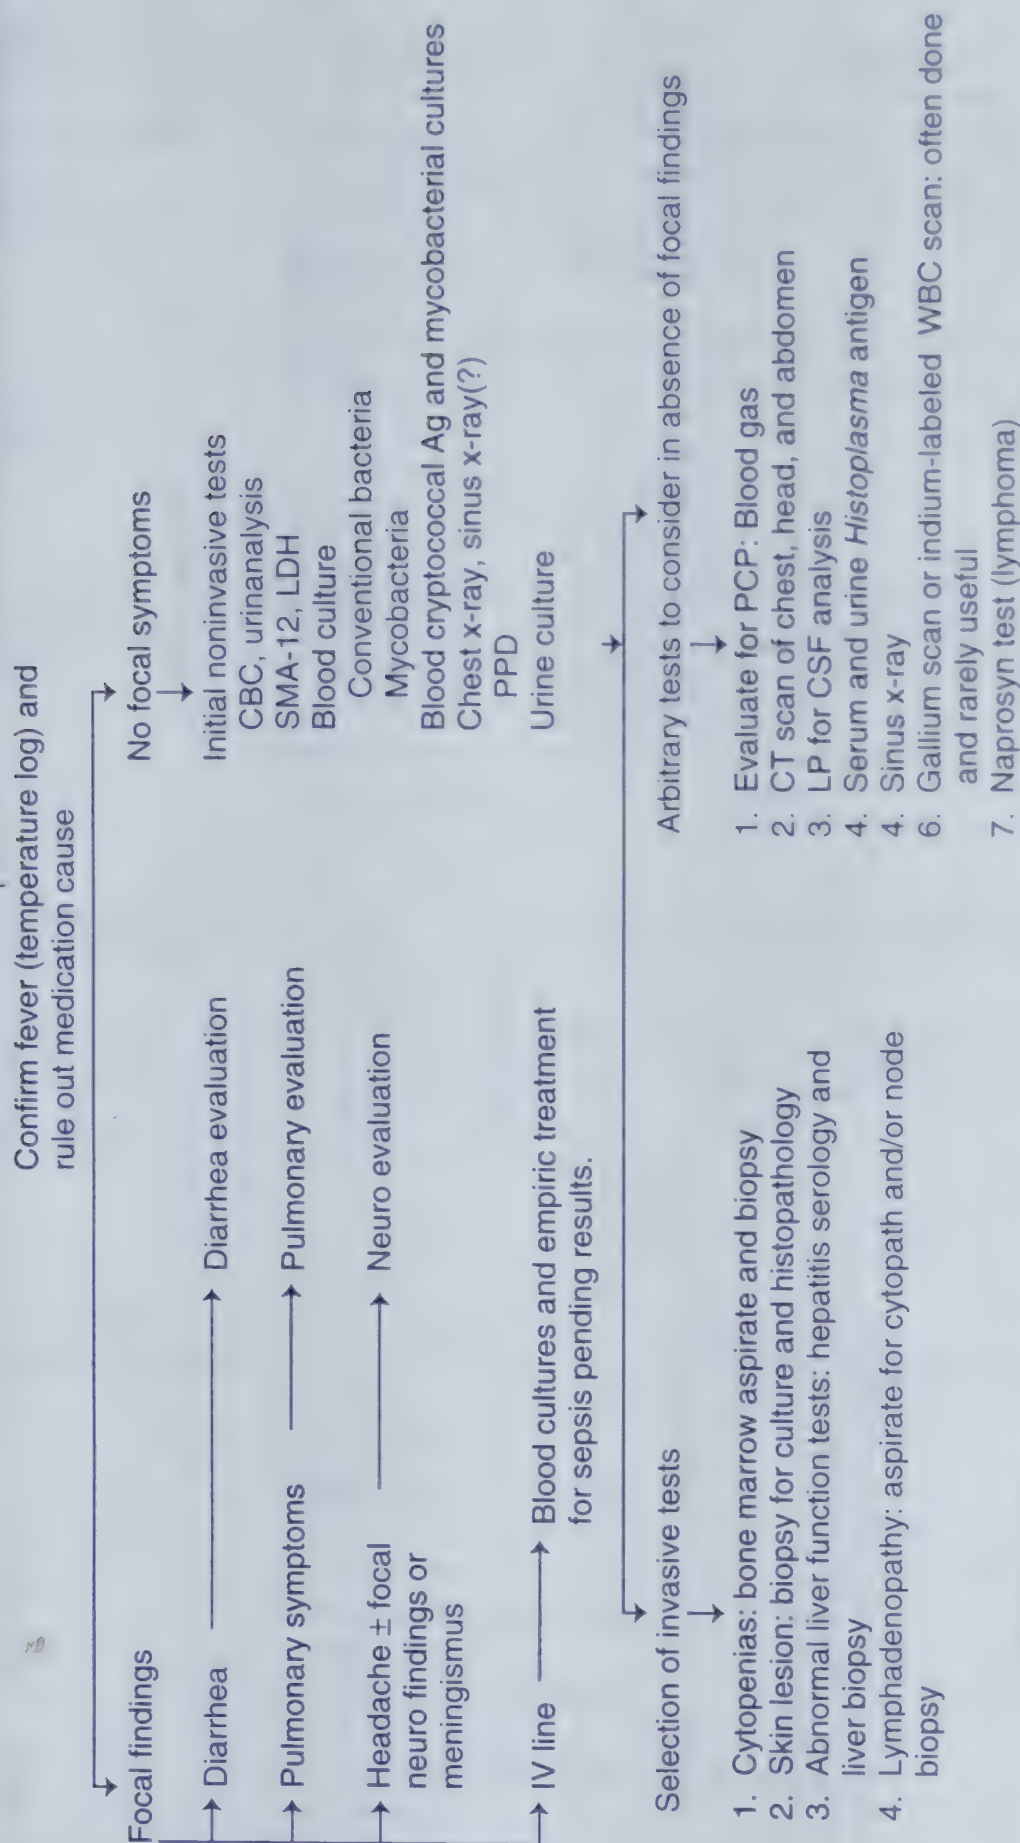 Confirm fever (temperature log) and
rule out medication cause
Focal findings
Diarrhea
Diarrhea evaluation
Pulmonary symptoms
Pulmonary evaluation
Headache ± focal
neuro findings or
meningismus
Neuro evaluation
IV line
Blood cultures and empiric treatment
for sepsis pending results.
No focal symptoms
Initial noninvasive tests
CBC, urinanalysis
SMA-12, LDH
Blood culture
Conventional bacteria
Mycobacteria
Blood cryptococcal Ag and mycobacterial cultures
Chest x-ray, sinus x-ray(?)
PPD
Urine culture
Selection of invasive tests
1. Cytopenias: bone marrow aspirate and biopsy
2. Skin lesion: biopsy for culture and histopathology
3. Abnormal liver function tests: hepatitis serology and
liver biopsy
4. Lymphadenopathy: aspirate for cytopath and/or node
biopsy
Arbitrary tests to consider in absence of focal findings
1. Evaluate for PCP: Blood gas
2. CT scan of chest, head, and abdomen
3. LP for CSF analysis
4. Serum and urine Histoplasma antigen
4. Sinus x-ray
6. Gallium scan or indium-labeled WBC scan: often done
and rarely useful
7. Naprosyn test (lymphoma)